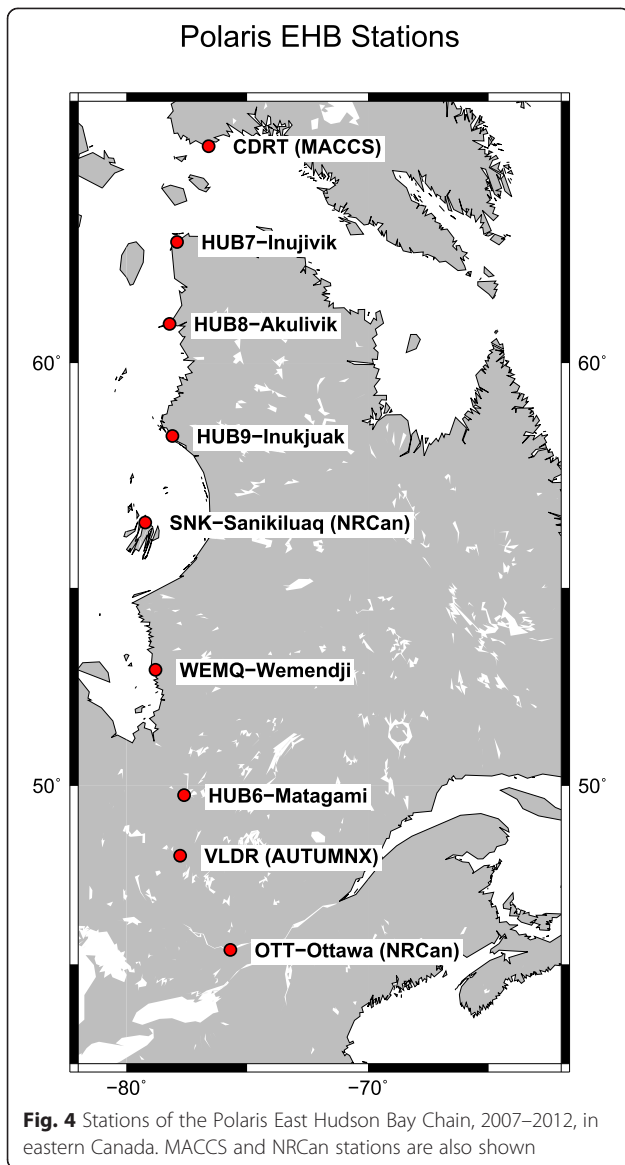 Polaris EHB Stations
CDRT (MACCS)
HUB7−Inujivik
HUB8−Akulivik
60˚ 60˚
HUB9−Inukjuak
SNK−Sanikiluaq (NRCan)
WEMQ−Wemendji
50˚ 50˚
HUB6−Matagami
VLDR (AUTUMNX)
OTT−Ottawa (NRCan)
−80˚ −70˚
Fig. 4 Stations of the Polaris East Hudson Bay Chain, 2007–2012, in
eastern Canada. MACCS and NRCan stations are also shown